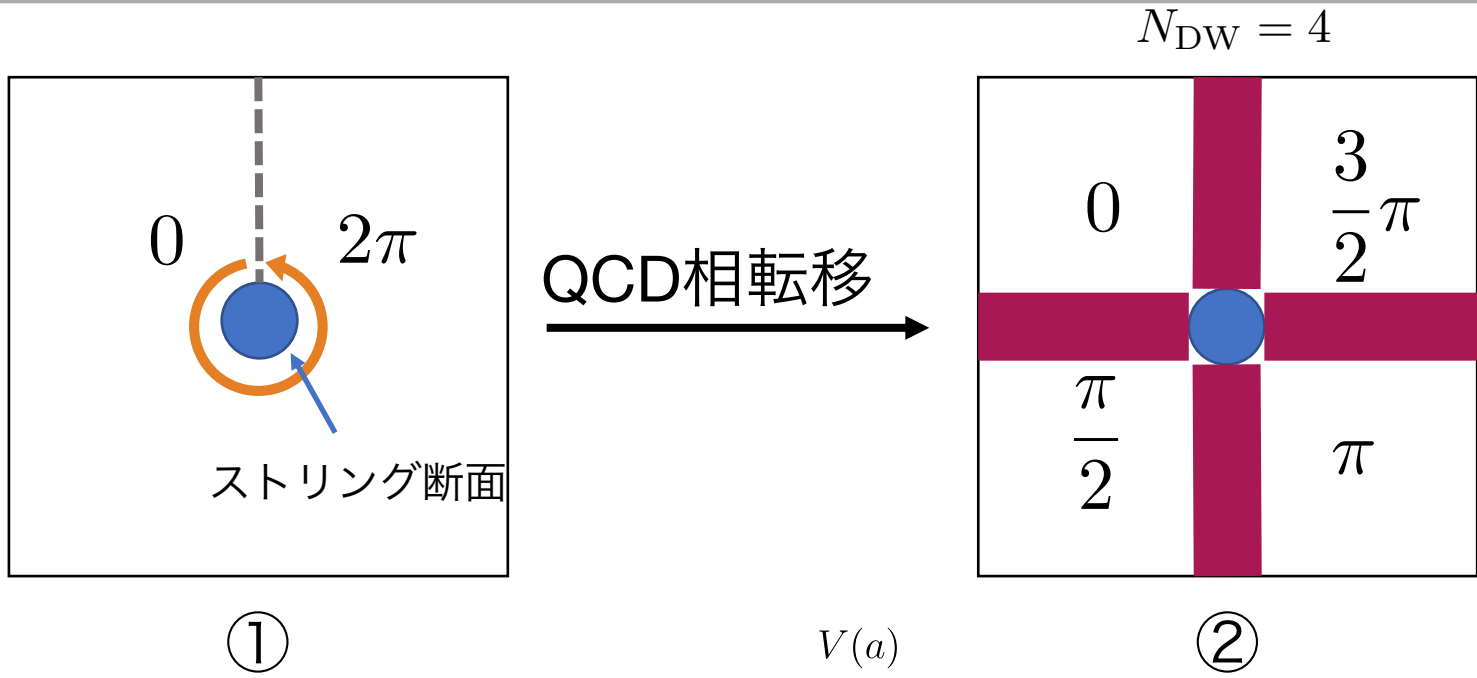 N_DW = 4
0
2π
QCD相転移
0
3/2 π
π/2
π
ストリング断面
①
V(a)
②